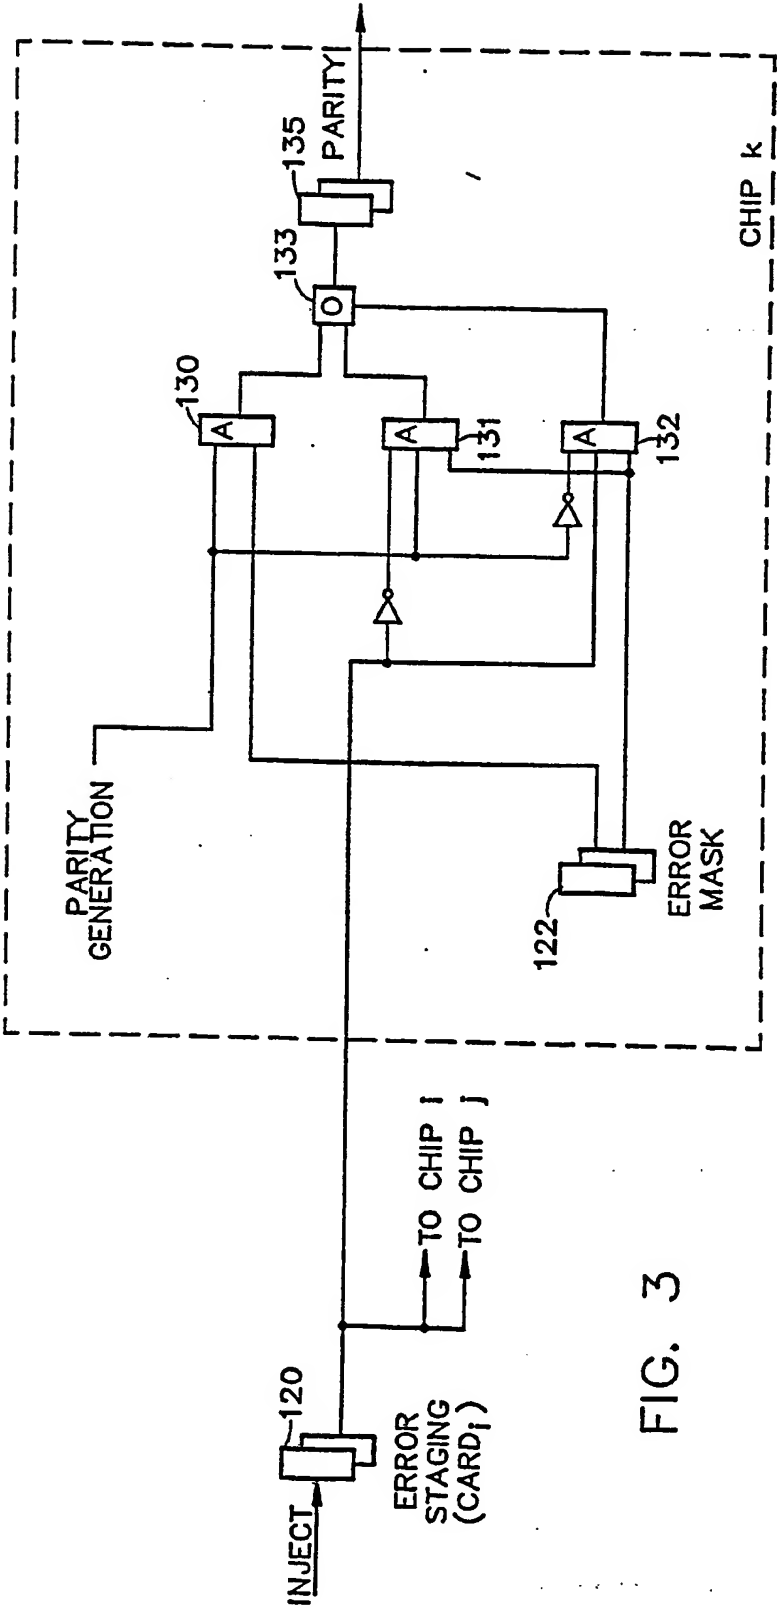 INJECT
120
ERROR
STAGING
(CARDi)
TO CHIP i
TO CHIP j
PARITY
GENERATION
122
ERROR
MASK
A
130
A
131
A
132
O
133
135
PARITY
CHIP k
FIG. 3